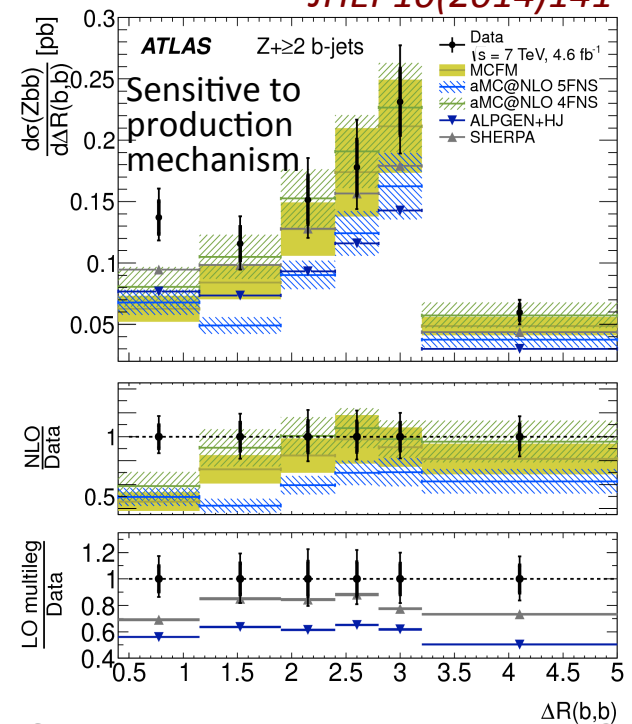 JHEP10(2014)141
0.3
0.25
0.2
0.15
0.1
0.05
dσ(Zbb)
dΔR(b,b)
[pb]
ATLAS Z+≥2 b-jets
Sensitive to
production
mechanism
Data
√s = 7 TeV, 4.6 fb⁻¹
MCFM
aMC@NLO 5FNS
aMC@NLO 4FNS
ALPGEN+HJ
SHERPA
NLO
Data
1
0.5
LO multileg
Data
1.2
1
0.8
0.6
0.4
0.5 1 1.5 2 2.5 3 3.5 4 4.5 5
ΔR(b,b)